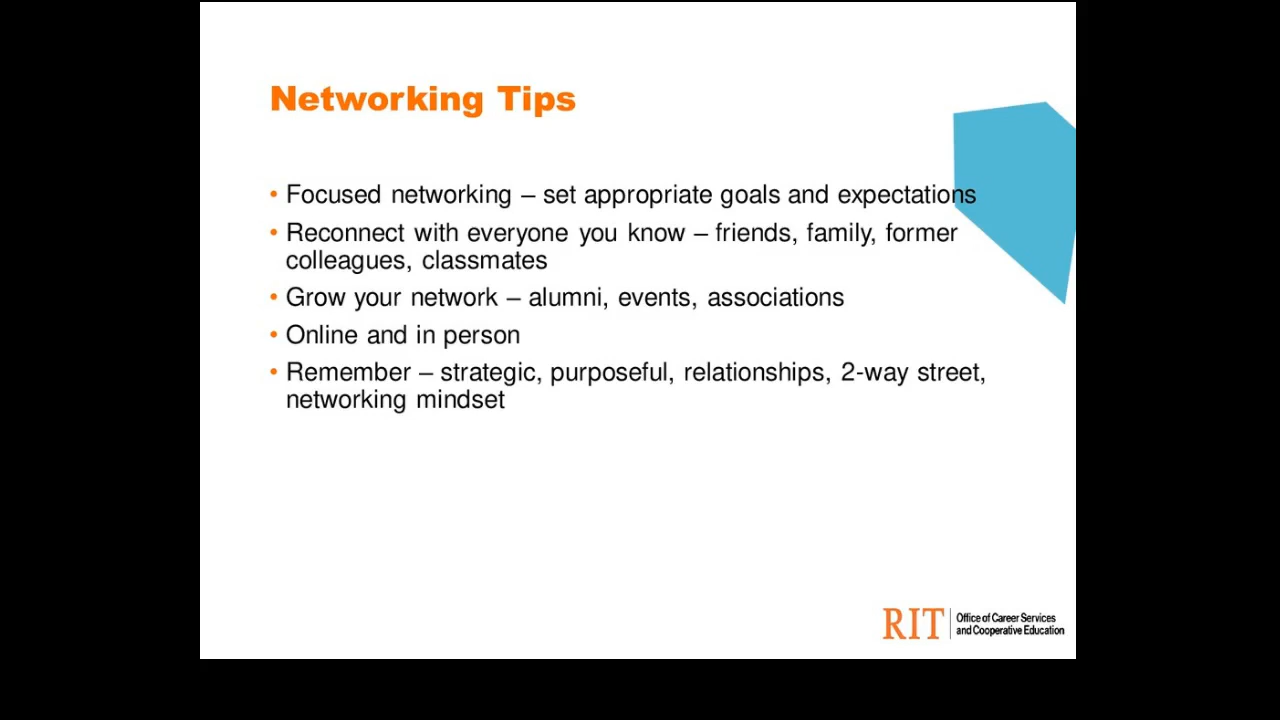 Networking Tips
• Focused networking – set appropriate goals and expectations
• Reconnect with everyone you know – friends, family, former
colleagues, classmates
• Grow your network – alumni, events, associations
• Online and in person
• Remember – strategic, purposeful, relationships, 2-way street,
networking mindset
RIT
Office of Career Services
and Cooperative Education